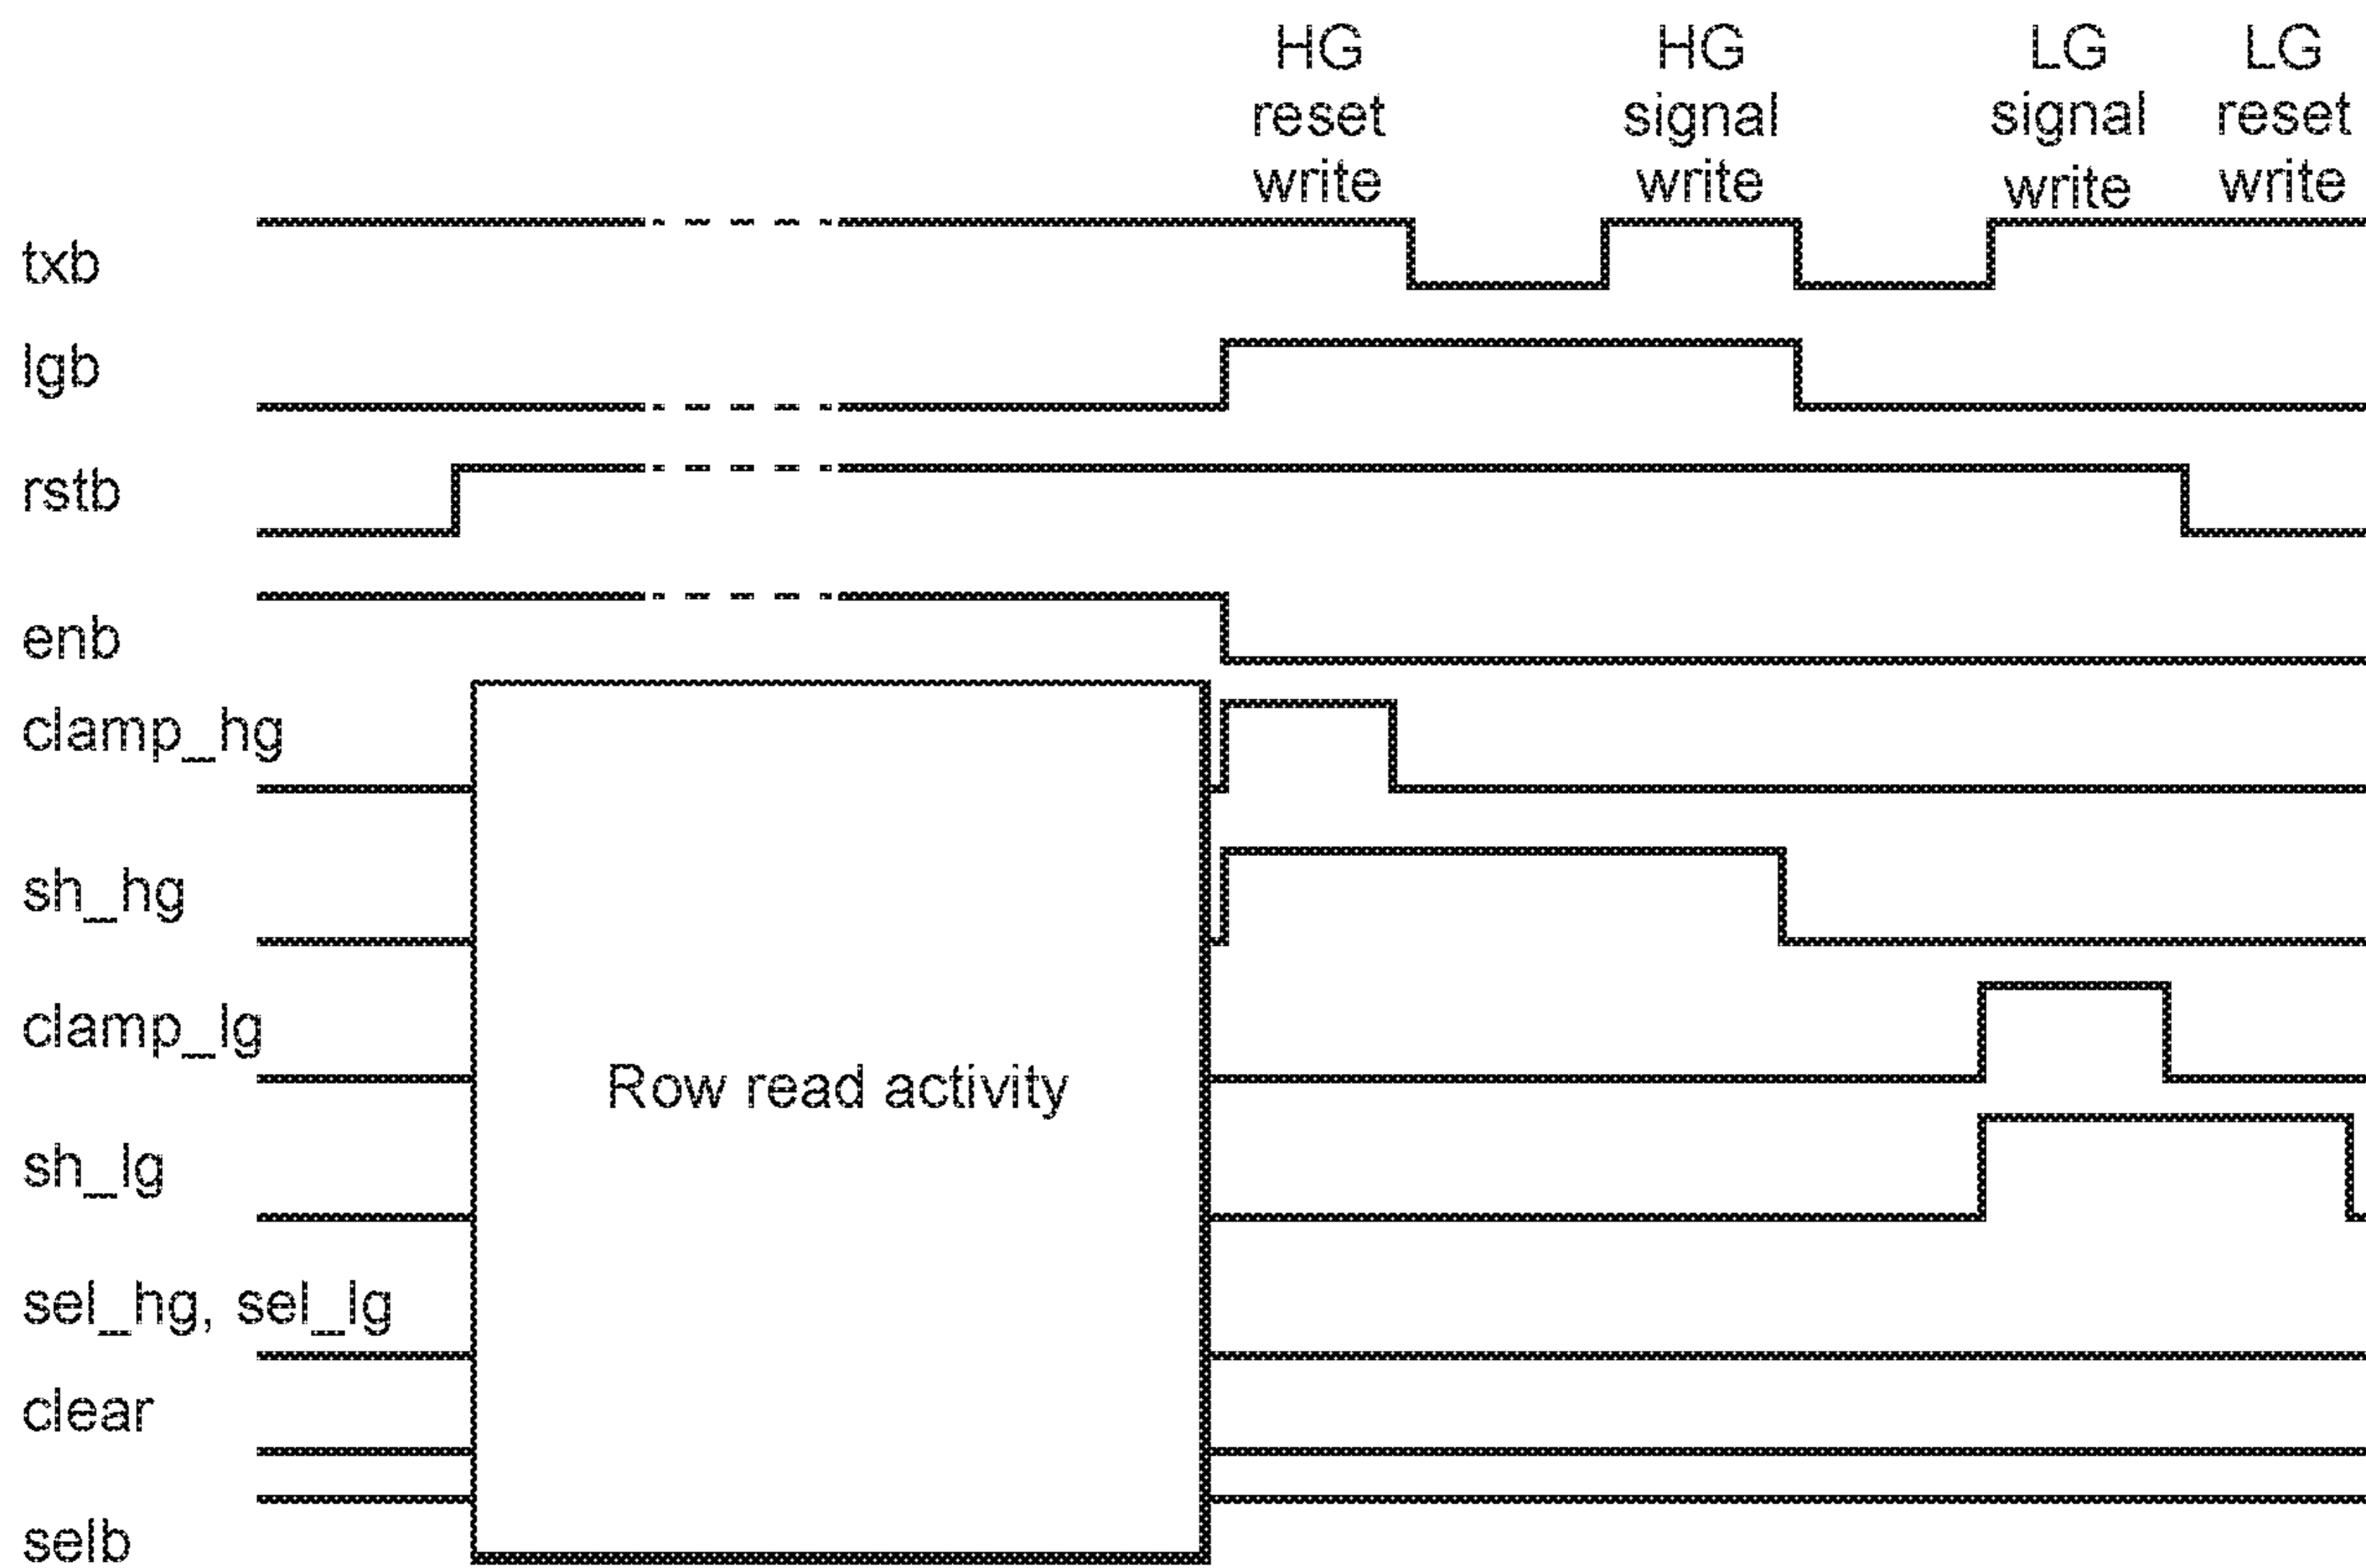 HG
reset
write
HG
signal
write
LG
signal
write
LG
reset
write
txb
lgb
rstb
enb
clamp_hg
sh_hg
clamp_lg
Row read activity
sh_lg
sel_hg, sel_lg
clear
selb